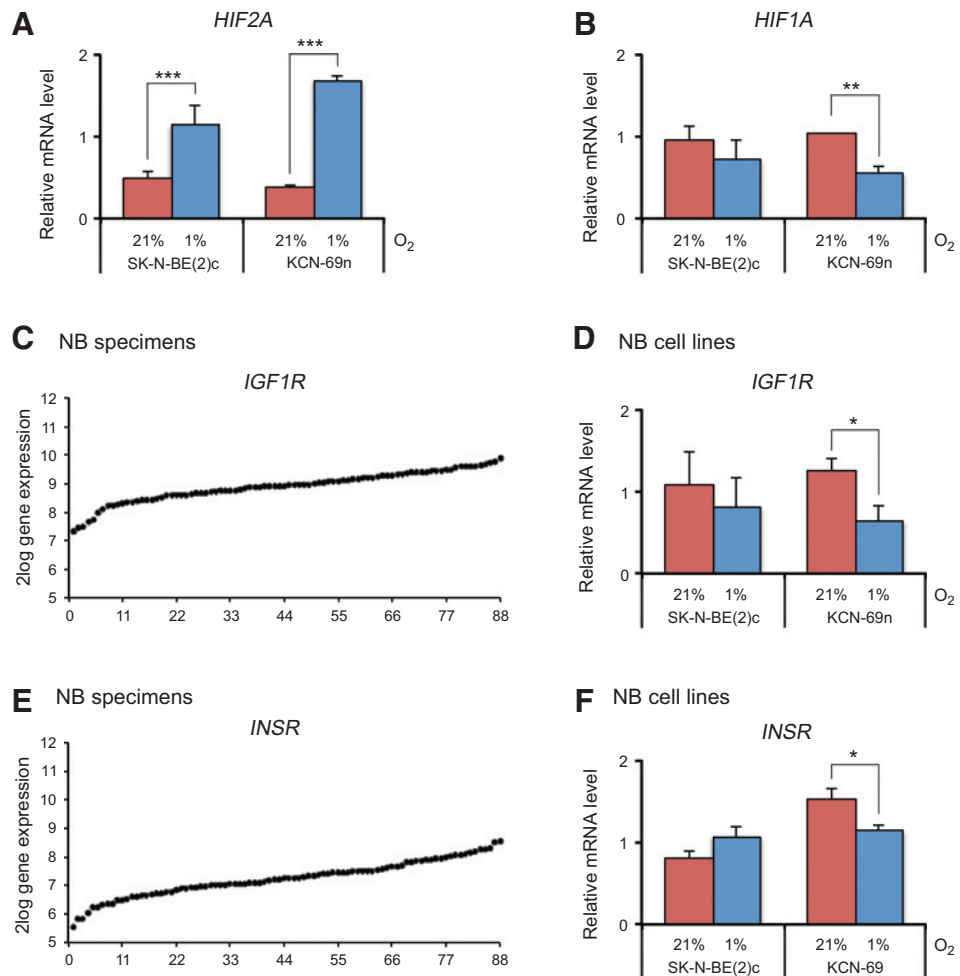 A
HIF2A
Relative mRNA level
2
1
0
***
***
21% 1% 21% 1% O2
SK-N-BE(2)c KCN-69n
B
HIF1A
Relative mRNA level
2
1
0
**
21% 1% 21% 1% O2
SK-N-BE(2)c KCN-69n
C NB specimens
IGF1R
2log gene expression
12
11
10
9
8
7
6
5
0 11 22 33 44 55 66 77 88
D NB cell lines
IGF1R
Relative mRNA level
2
1
0
*
21% 1% 21% 1% O2
SK-N-BE(2)c KCN-69n
E NB specimens
INSR
2log gene expression
12
11
10
9
8
7
6
5
0 11 22 33 44 55 66 77 88
F NB cell lines
INSR
Relative mRNA level
2
1
0
*
21% 1% 21% 1% O2
SK-N-BE(2)c KCN-69